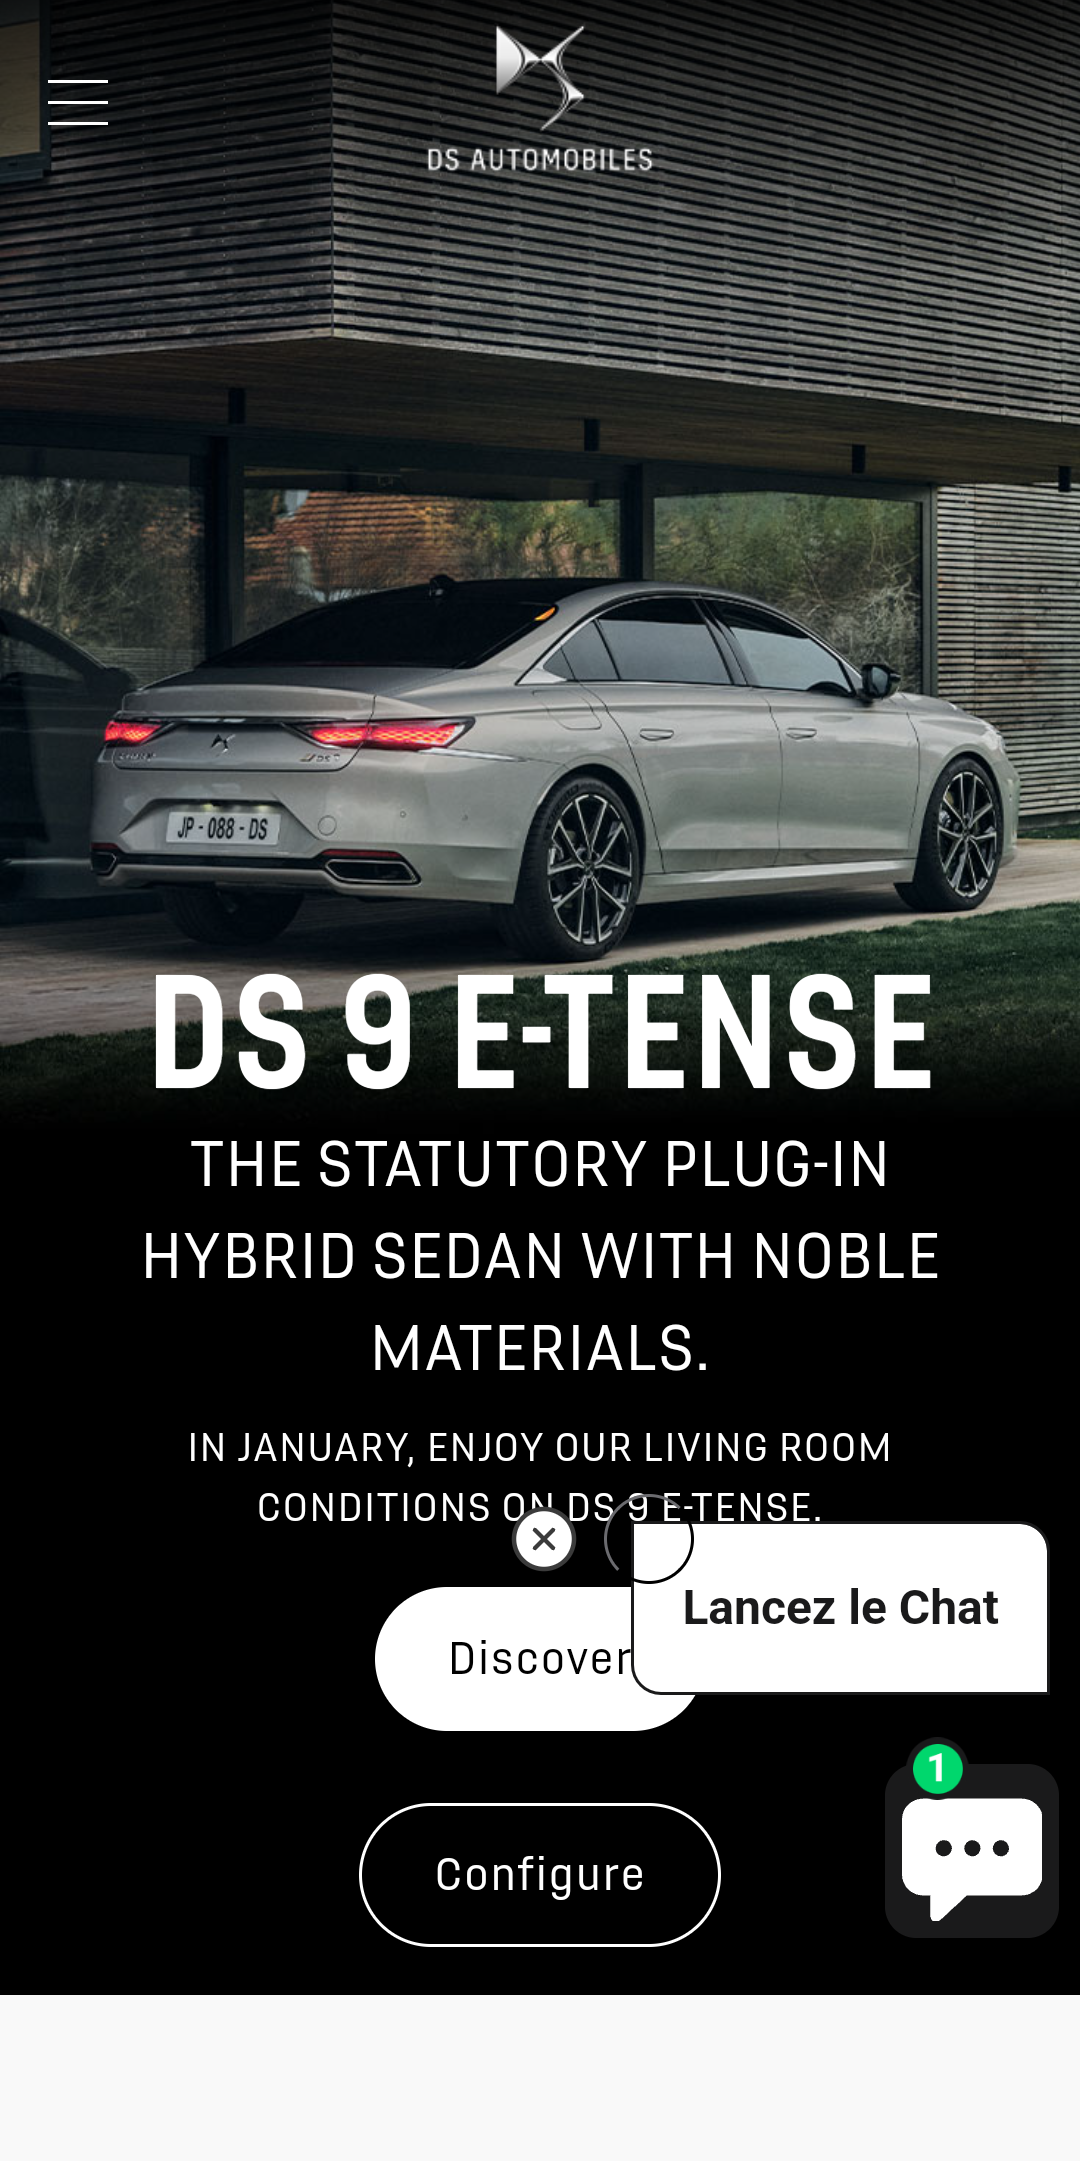 DS AUTOMOBILES
JP - 088 - DS
DS 9 E-TENSE
THE STATUTORY PLUG-IN
HYBRID SEDAN WITH NOBLE
MATERIALS.
IN JANUARY, ENJOY OUR LIVING ROOM
CONDITIONS ON DS 9 E-TENSE.
Lancez le Chat
Discover
1
Configure